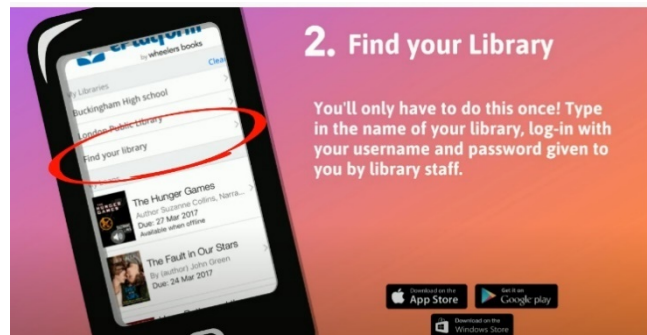 ePlatform
by wheelers books
Clear
My Libraries
Buckingham High school
London Public Library
Find your library
The Hunger Games
Author Suzanne Collins, Narra...
Due: 27 Mar 2017
Available when offline
The Fault in Our Stars
By (author) John Green
Due: 24 Mar 2017
2. Find your Library
You'll only have to do this once! Type
in the name of your library, log-in with
your username and password given to
you by library staff.
Download on the
App Store
Get it on
Google play
Download on the
Windows Store